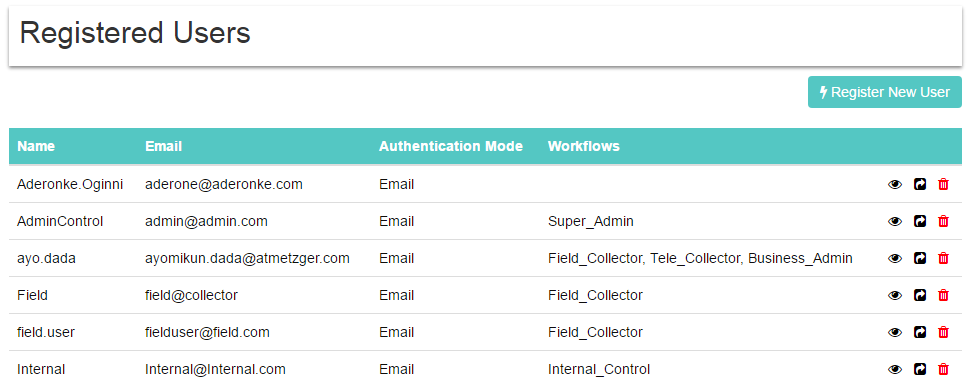 Registered Users
Register New User
Name Email Authentication Mode Workflows
Aderonke.Oginni aderone@aderonke.com Email
AdminControl admin@admin.com Email Super_Admin
ayo.dada ayomikun.dada@atmetzger.com Email Field_Collector, Tele_Collector, Business_Admin
Field field@collector Email Field_Collector
field.user fielduser@field.com Email Field_Collector
Internal Internal@Internal.com Email Internal_Control